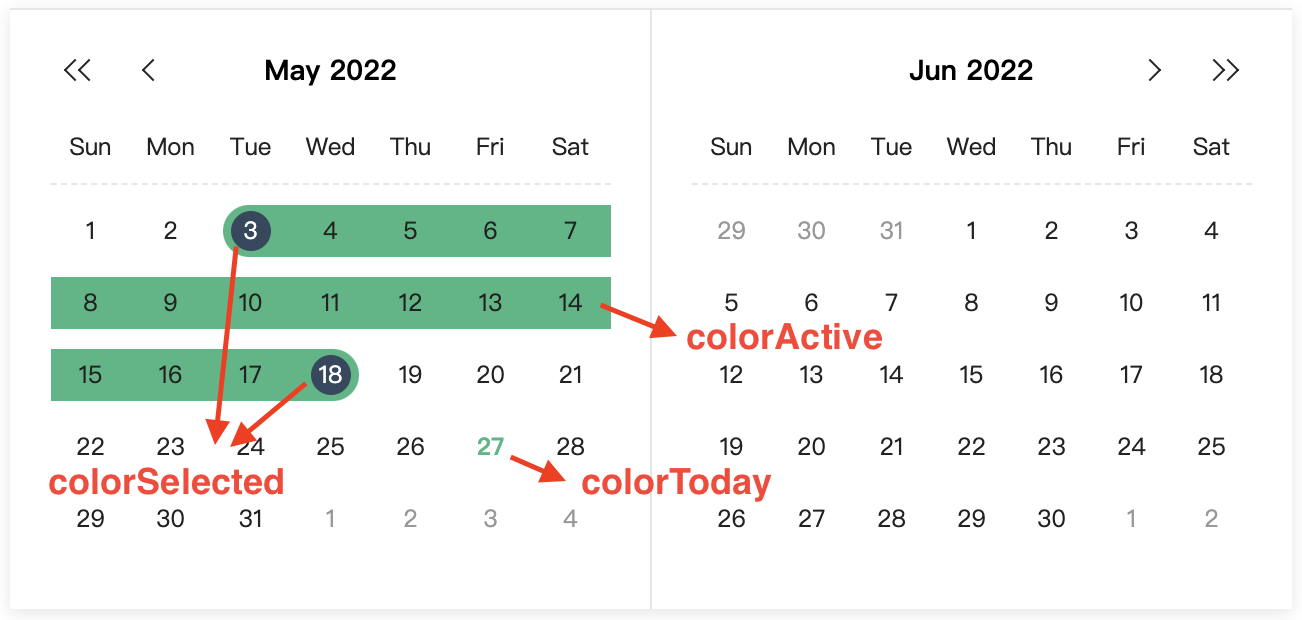 May 2022
Sun Mon Tue Wed Thu Fri Sat
1 2 3 4 5 6 7
8 9 10 11 12 13 14
15 16 17 18 19 20 21
22 23 24 25 26 27 28
colorSelected
colorToday
29 30 31 1 2 3 4
Jun 2022
Sun Mon Tue Wed Thu Fri Sat
29 30 31 1 2 3 4
5 6 7 8 9 10 11
colorActive
12 13 14 15 16 17 18
19 20 21 22 23 24 25
26 27 28 29 30 1 2